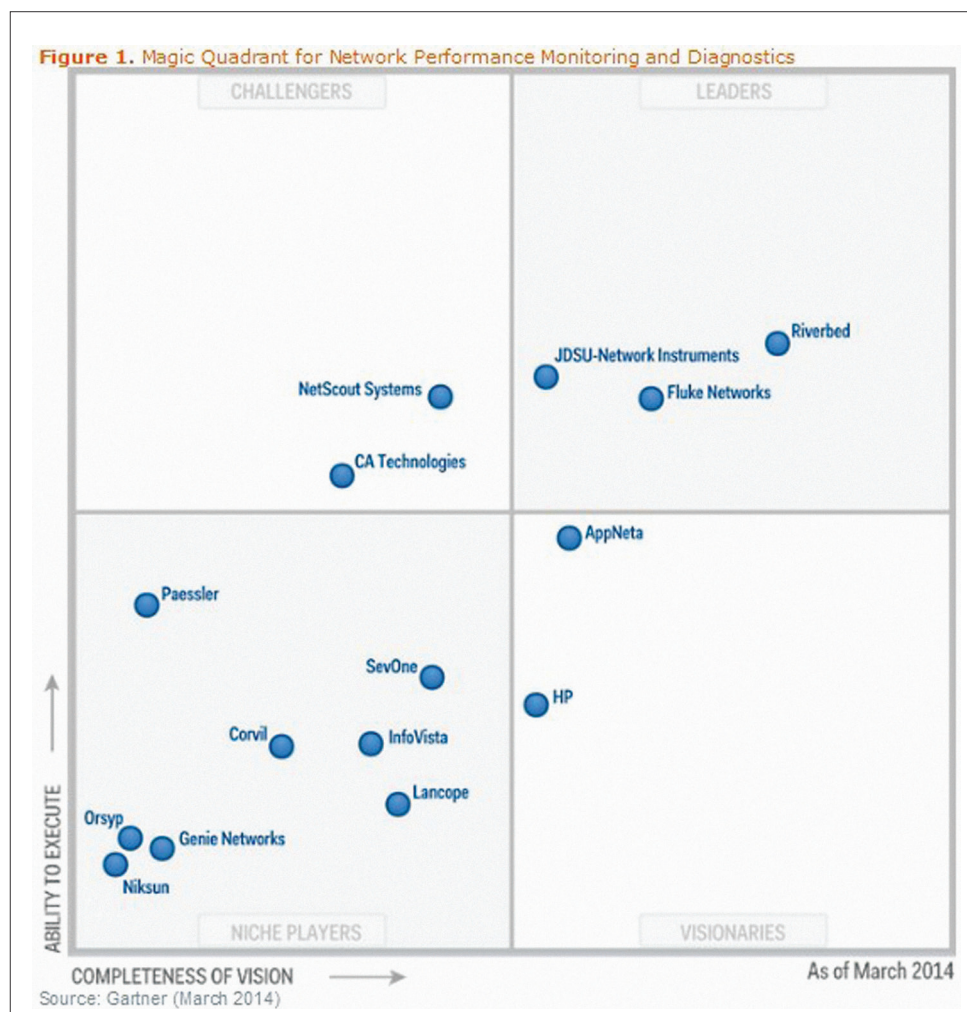 Figure 1. Magic Quadrant for Network Performance Monitoring and Diagnostics
CHALLENGERS
LEADERS
Riverbed
JDSU-Network Instruments
NetScout Systems
Fluke Networks
CA Technologies
AppNeta
Paessler
SevOne
HP
Corvil
InfoVista
Lancope
Orsyp
Genie Networks
Niksun
ABILITY TO EXECUTE
NICHE PLAYERS
VISIONARIES
COMPLETENESS OF VISION
As of March 2014
Source: Gartner (March 2014)